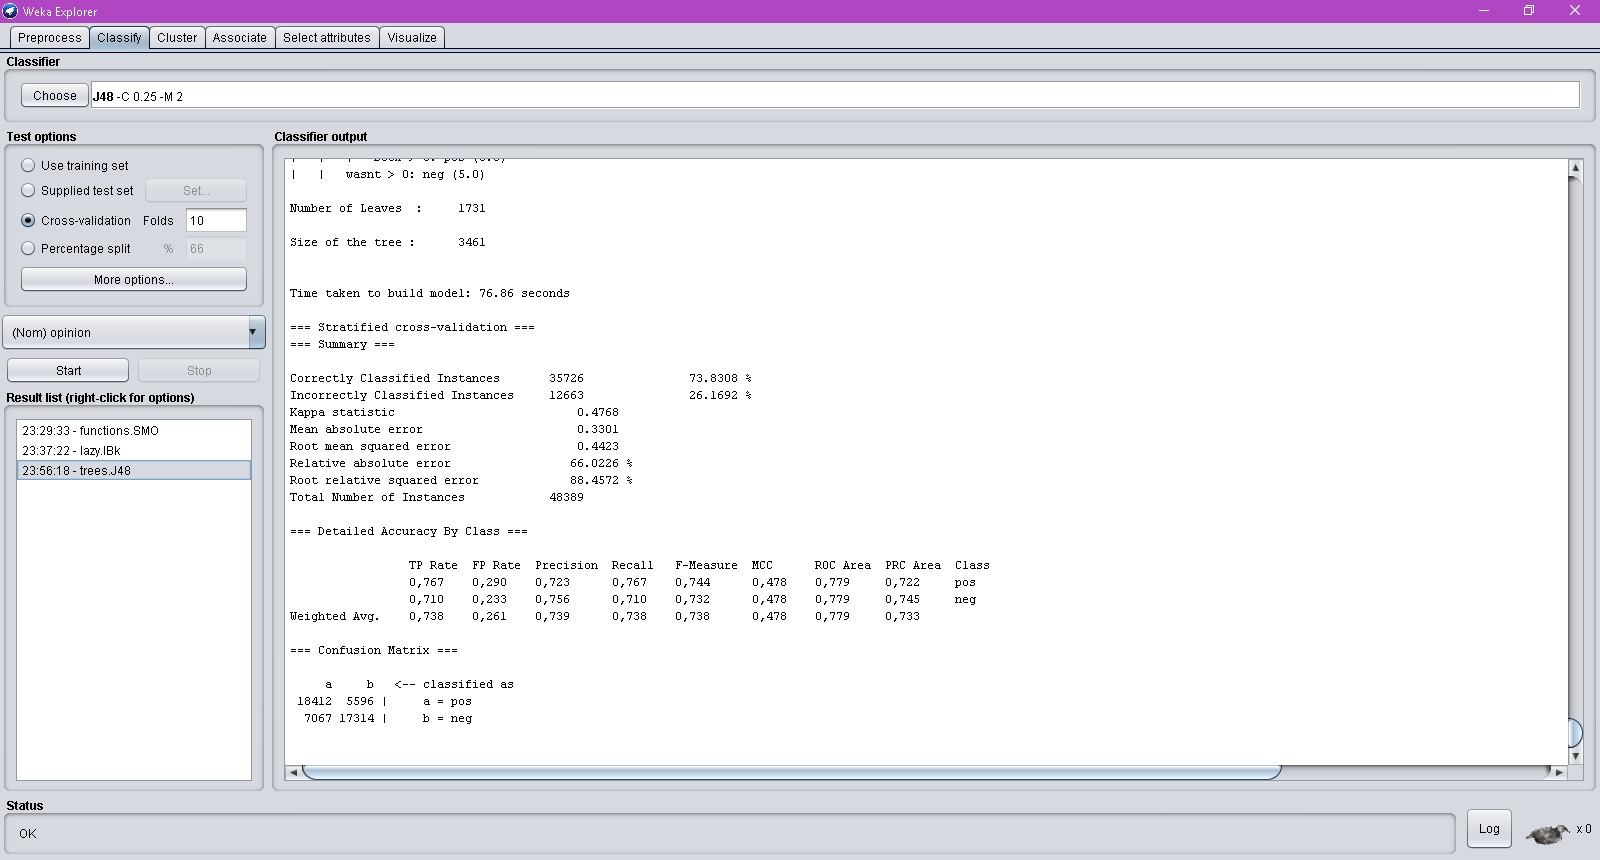 Weka Explorer
Preprocess Classify Cluster Associate Select attributes Visualize
Classifier
Choose J48 -C 0.25 -M 2
Test options
Use training set
Supplied test set Set...
Cross-validation Folds 10
Percentage split % 66
More options...
(Nom) opinion
Start Stop
Result list (right-click for options)
23:29:33 - functions.SMO
23:37:22 - lazy.IBk
23:56:18 - trees.J48
Classifier output
| | wasnt > 0: neg (5.0)
Number of Leaves : 1731
Size of the tree : 3461
Time taken to build model: 76.86 seconds
=== Stratified cross-validation ===
=== Summary ===
Correctly Classified Instances 35726 73.8308 %
Incorrectly Classified Instances 12663 26.1692 %
Kappa statistic 0.4768
Mean absolute error 0.3301
Root mean squared error 0.4423
Relative absolute error 66.0226 %
Root relative squared error 88.4572 %
Total Number of Instances 48389
=== Detailed Accuracy By Class ===
TP Rate FP Rate Precision Recall F-Measure MCC ROC Area PRC Area Class
0,767 0,290 0,723 0,767 0,744 0,478 0,779 0,722 pos
0,710 0,233 0,756 0,710 0,732 0,478 0,779 0,745 neg
Weighted Avg. 0,738 0,261 0,739 0,738 0,738 0,478 0,779 0,733
=== Confusion Matrix ===
a b <-- classified as
18412 5596 | a = pos
7067 17314 | b = neg
Status
OK
Log
x 0